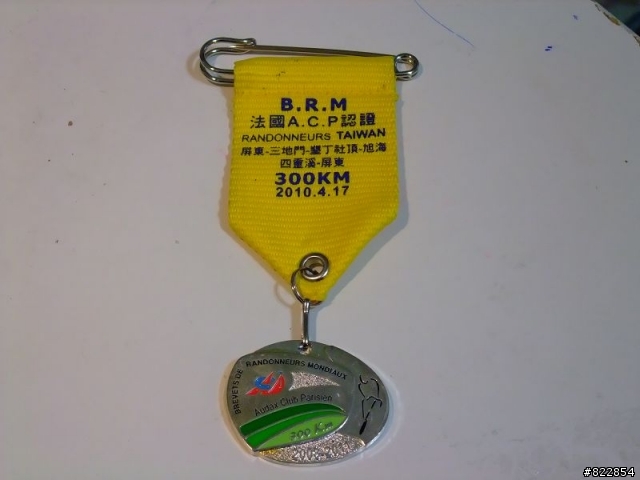 B.R.M
法國A.C.P認證
RANDONNEURS TAIWAN
屏東-三地門-墾丁社頂-旭海
四重溪-屏東
300KM
2010.4.17
BREVETS DE RANDONNEURS MONDIAUX
Audax Club Parisien
300 Km
#822854